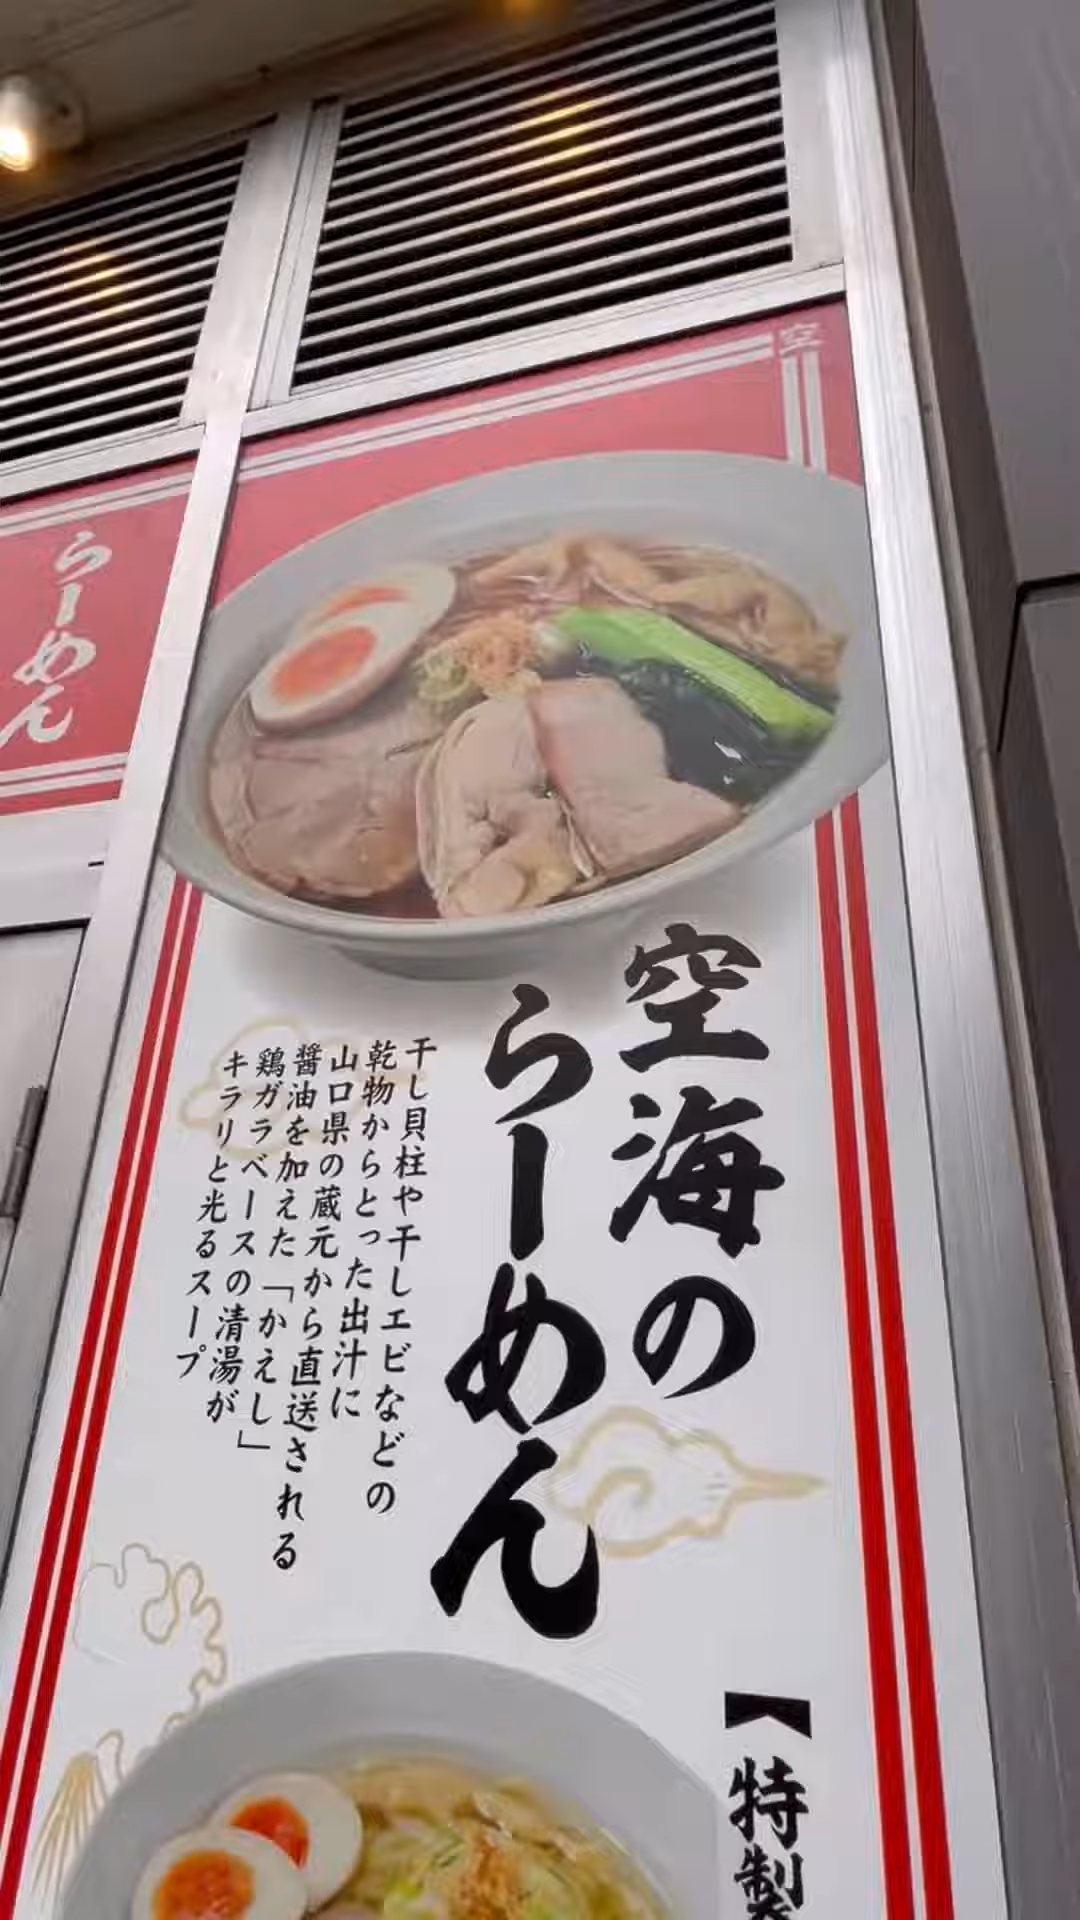 空
らーめん
空海の
らーめん
干し貝柱や干しエビなどの
乾物からとった出汁に
山口県の蔵元から直送される
醤油を加えた「かえし」
鶏ガラベースの清湯が
キラリと光るスープ
【特製